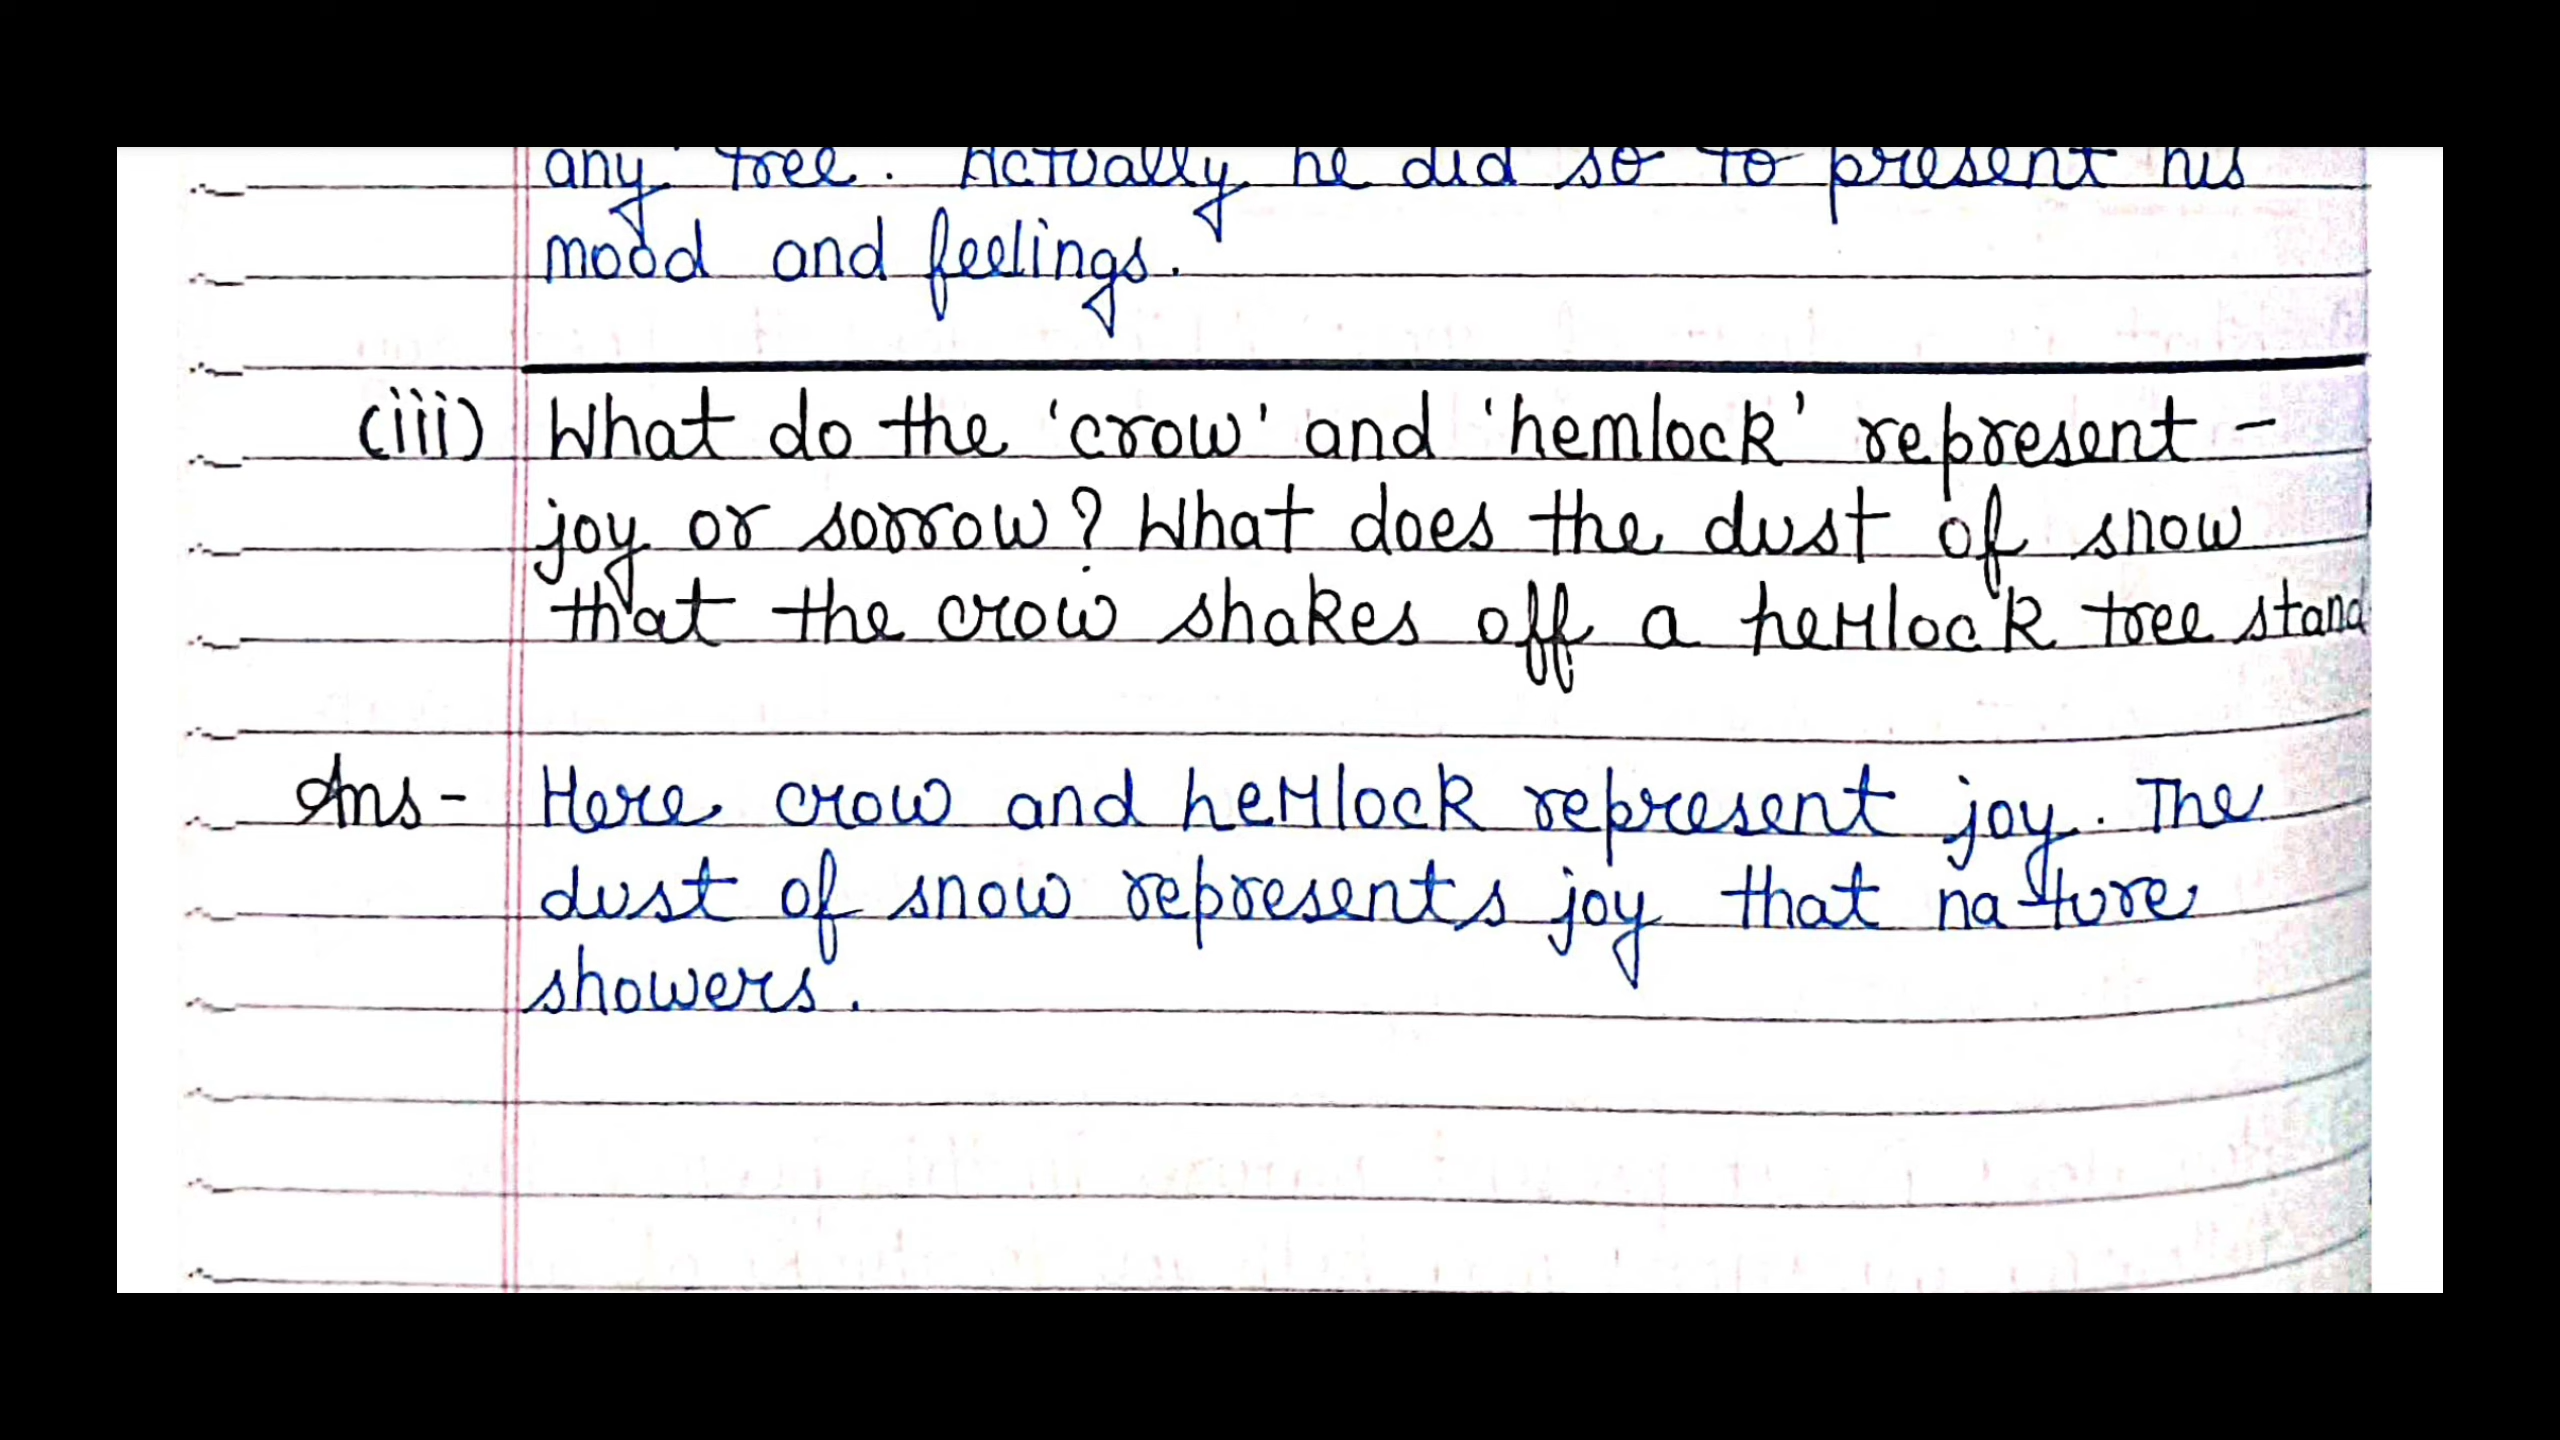 any tree. Actually he did so to present his
mood and feelings.
(iii) What do the 'crow' and 'hemlock' represent -
joy or sorrow? What does the dust of snow
that the crow shakes off a hemlock tree stand
Ans- Here crow and hemlock represent joy. The
dust of snow represents joy that nature
showers.